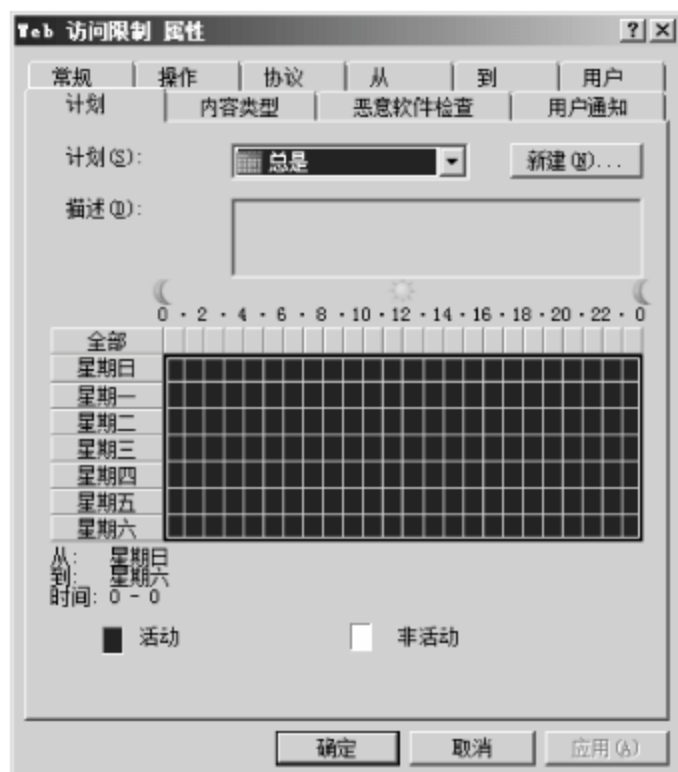 Teb 访问限制 属性
常规 操作 协议 从 到 用户
计划 内容类型 恶意软件检查 用户通知
计划(S): 总是 新建(N)...
描述(D):
0 · 2 · 4 · 6 · 8 · 10 · 12 · 14 · 16 · 18 · 20 · 22 · 0
全部
星期日
星期一
星期二
星期三
星期四
星期五
星期六
从: 星期日
到: 星期六
时间: 0 - 0
活动 非活动
确定 取消 应用(A)